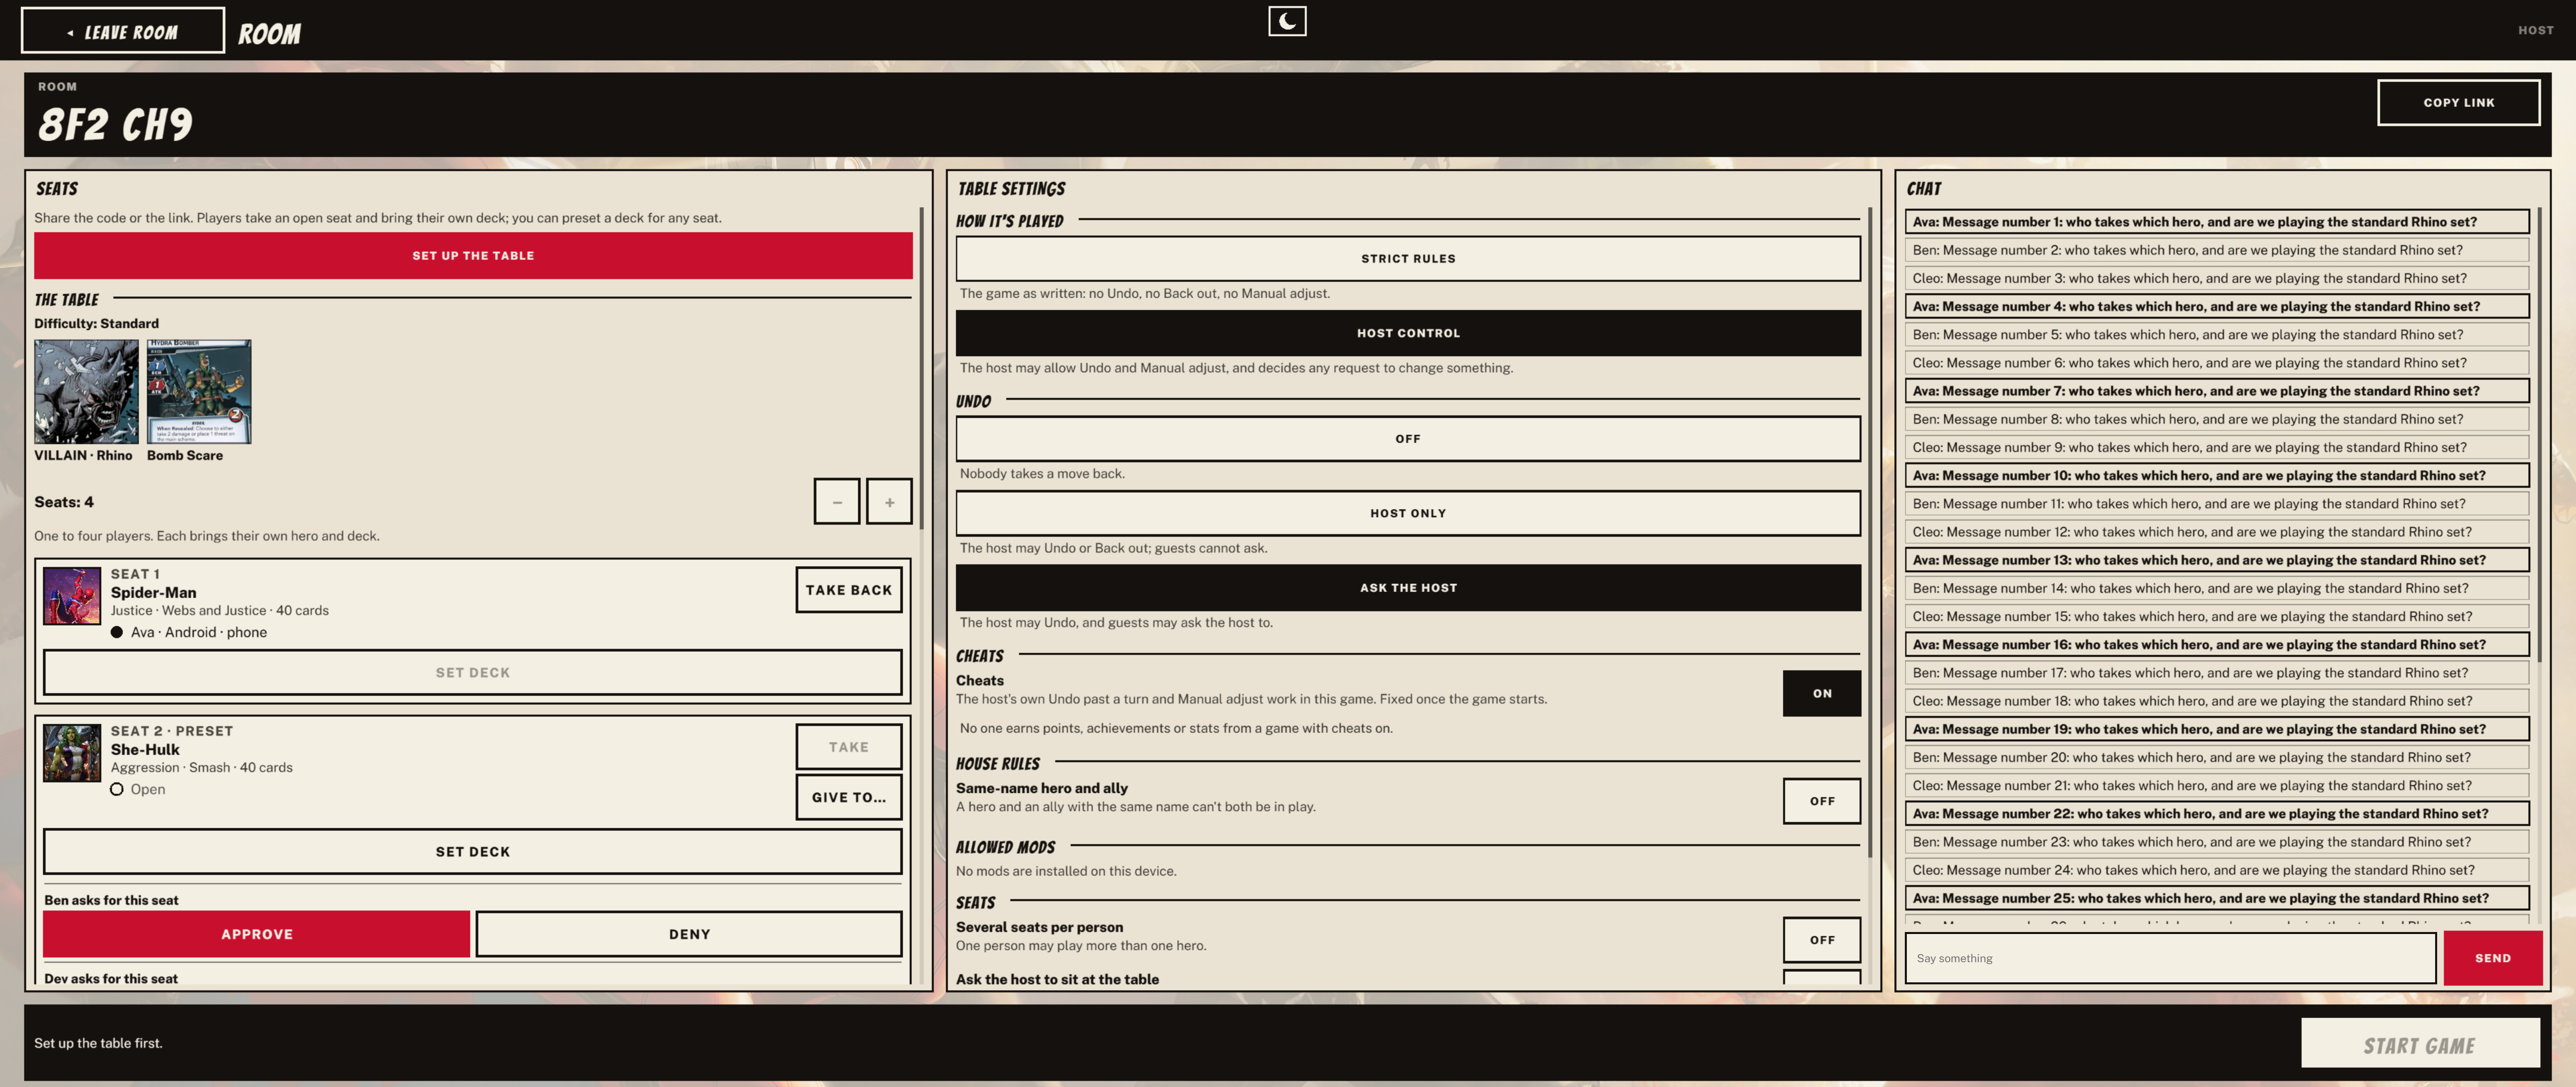 ◂ LEAVE ROOM
ROOM
HOST
ROOM
8F2 CH9
COPY LINK
SEATS
Share the code or the link. Players take an open seat and bring their own deck; you can preset a deck for any seat.
SET UP THE TABLE
THE TABLE
Difficulty: Standard
HYDRA BOMBER
2
When Revealed: Choose to either take 2 damage or place 1 threat on the main scheme.
VILLAIN · Rhino
Bomb Scare
Seats: 4
−
+
One to four players. Each brings their own hero and deck.
SEAT 1
Spider-Man
Justice · Webs and Justice · 40 cards
Ava · Android · phone
TAKE BACK
SET DECK
SEAT 2 · PRESET
She-Hulk
Aggression · Smash · 40 cards
Open
TAKE
GIVE TO...
SET DECK
Ben asks for this seat
APPROVE
DENY
Dev asks for this seat
TABLE SETTINGS
HOW IT'S PLAYED
STRICT RULES
The game as written: no Undo, no Back out, no Manual adjust.
HOST CONTROL
The host may allow Undo and Manual adjust, and decides any request to change something.
UNDO
OFF
Nobody takes a move back.
HOST ONLY
The host may Undo or Back out; guests cannot ask.
ASK THE HOST
The host may Undo, and guests may ask the host to.
CHEATS
Cheats
The host's own Undo past a turn and Manual adjust work in this game. Fixed once the game starts.
ON
No one earns points, achievements or stats from a game with cheats on.
HOUSE RULES
Same-name hero and ally
A hero and an ally with the same name can't both be in play.
OFF
ALLOWED MODS
No mods are installed on this device.
SEATS
Several seats per person
One person may play more than one hero.
OFF
Ask the host to sit at the table
CHAT
Ava: Message number 1: who takes which hero, and are we playing the standard Rhino set?
Ben: Message number 2: who takes which hero, and are we playing the standard Rhino set?
Cleo: Message number 3: who takes which hero, and are we playing the standard Rhino set?
Ava: Message number 4: who takes which hero, and are we playing the standard Rhino set?
Ben: Message number 5: who takes which hero, and are we playing the standard Rhino set?
Cleo: Message number 6: who takes which hero, and are we playing the standard Rhino set?
Ava: Message number 7: who takes which hero, and are we playing the standard Rhino set?
Ben: Message number 8: who takes which hero, and are we playing the standard Rhino set?
Cleo: Message number 9: who takes which hero, and are we playing the standard Rhino set?
Ava: Message number 10: who takes which hero, and are we playing the standard Rhino set?
Ben: Message number 11: who takes which hero, and are we playing the standard Rhino set?
Cleo: Message number 12: who takes which hero, and are we playing the standard Rhino set?
Ava: Message number 13: who takes which hero, and are we playing the standard Rhino set?
Ben: Message number 14: who takes which hero, and are we playing the standard Rhino set?
Cleo: Message number 15: who takes which hero, and are we playing the standard Rhino set?
Ava: Message number 16: who takes which hero, and are we playing the standard Rhino set?
Ben: Message number 17: who takes which hero, and are we playing the standard Rhino set?
Cleo: Message number 18: who takes which hero, and are we playing the standard Rhino set?
Ava: Message number 19: who takes which hero, and are we playing the standard Rhino set?
Ben: Message number 20: who takes which hero, and are we playing the standard Rhino set?
Cleo: Message number 21: who takes which hero, and are we playing the standard Rhino set?
Ava: Message number 22: who takes which hero, and are we playing the standard Rhino set?
Ben: Message number 23: who takes which hero, and are we playing the standard Rhino set?
Cleo: Message number 24: who takes which hero, and are we playing the standard Rhino set?
Ava: Message number 25: who takes which hero, and are we playing the standard Rhino set?
Say something
SEND
Set up the table first.
START GAME